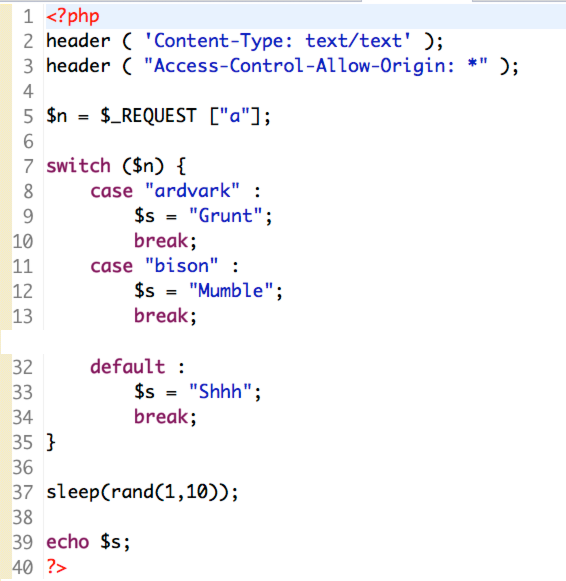 1 <?php
2 header ( 'Content-Type: text/text' );
3 header ( "Access-Control-Allow-Origin: *" );
4
5 $n = $_REQUEST ["a"];
6
7 switch ($n) {
8     case "ardvark" :
9         $s = "Grunt";
10         break;
11     case "bison" :
12         $s = "Mumble";
13         break;
32     default :
33         $s = "Shhh";
34         break;
35 }
36
37 sleep(rand(1,10));
38
39 echo $s;
40 ?>